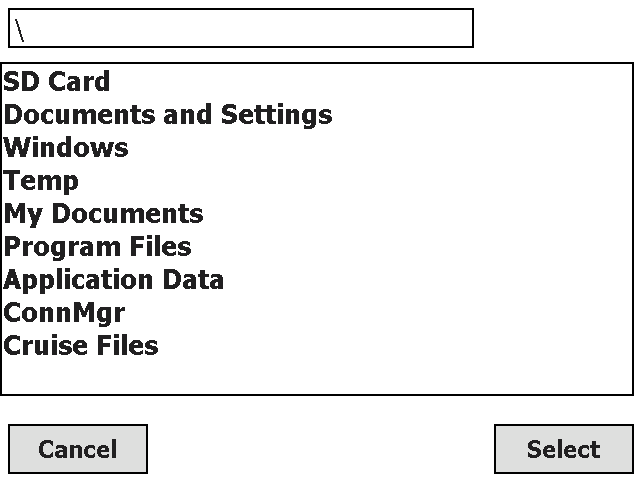 \
SD Card
Documents and Settings
Windows
Temp
My Documents
Program Files
Application Data
ConnMgr
Cruise Files
Cancel
Select